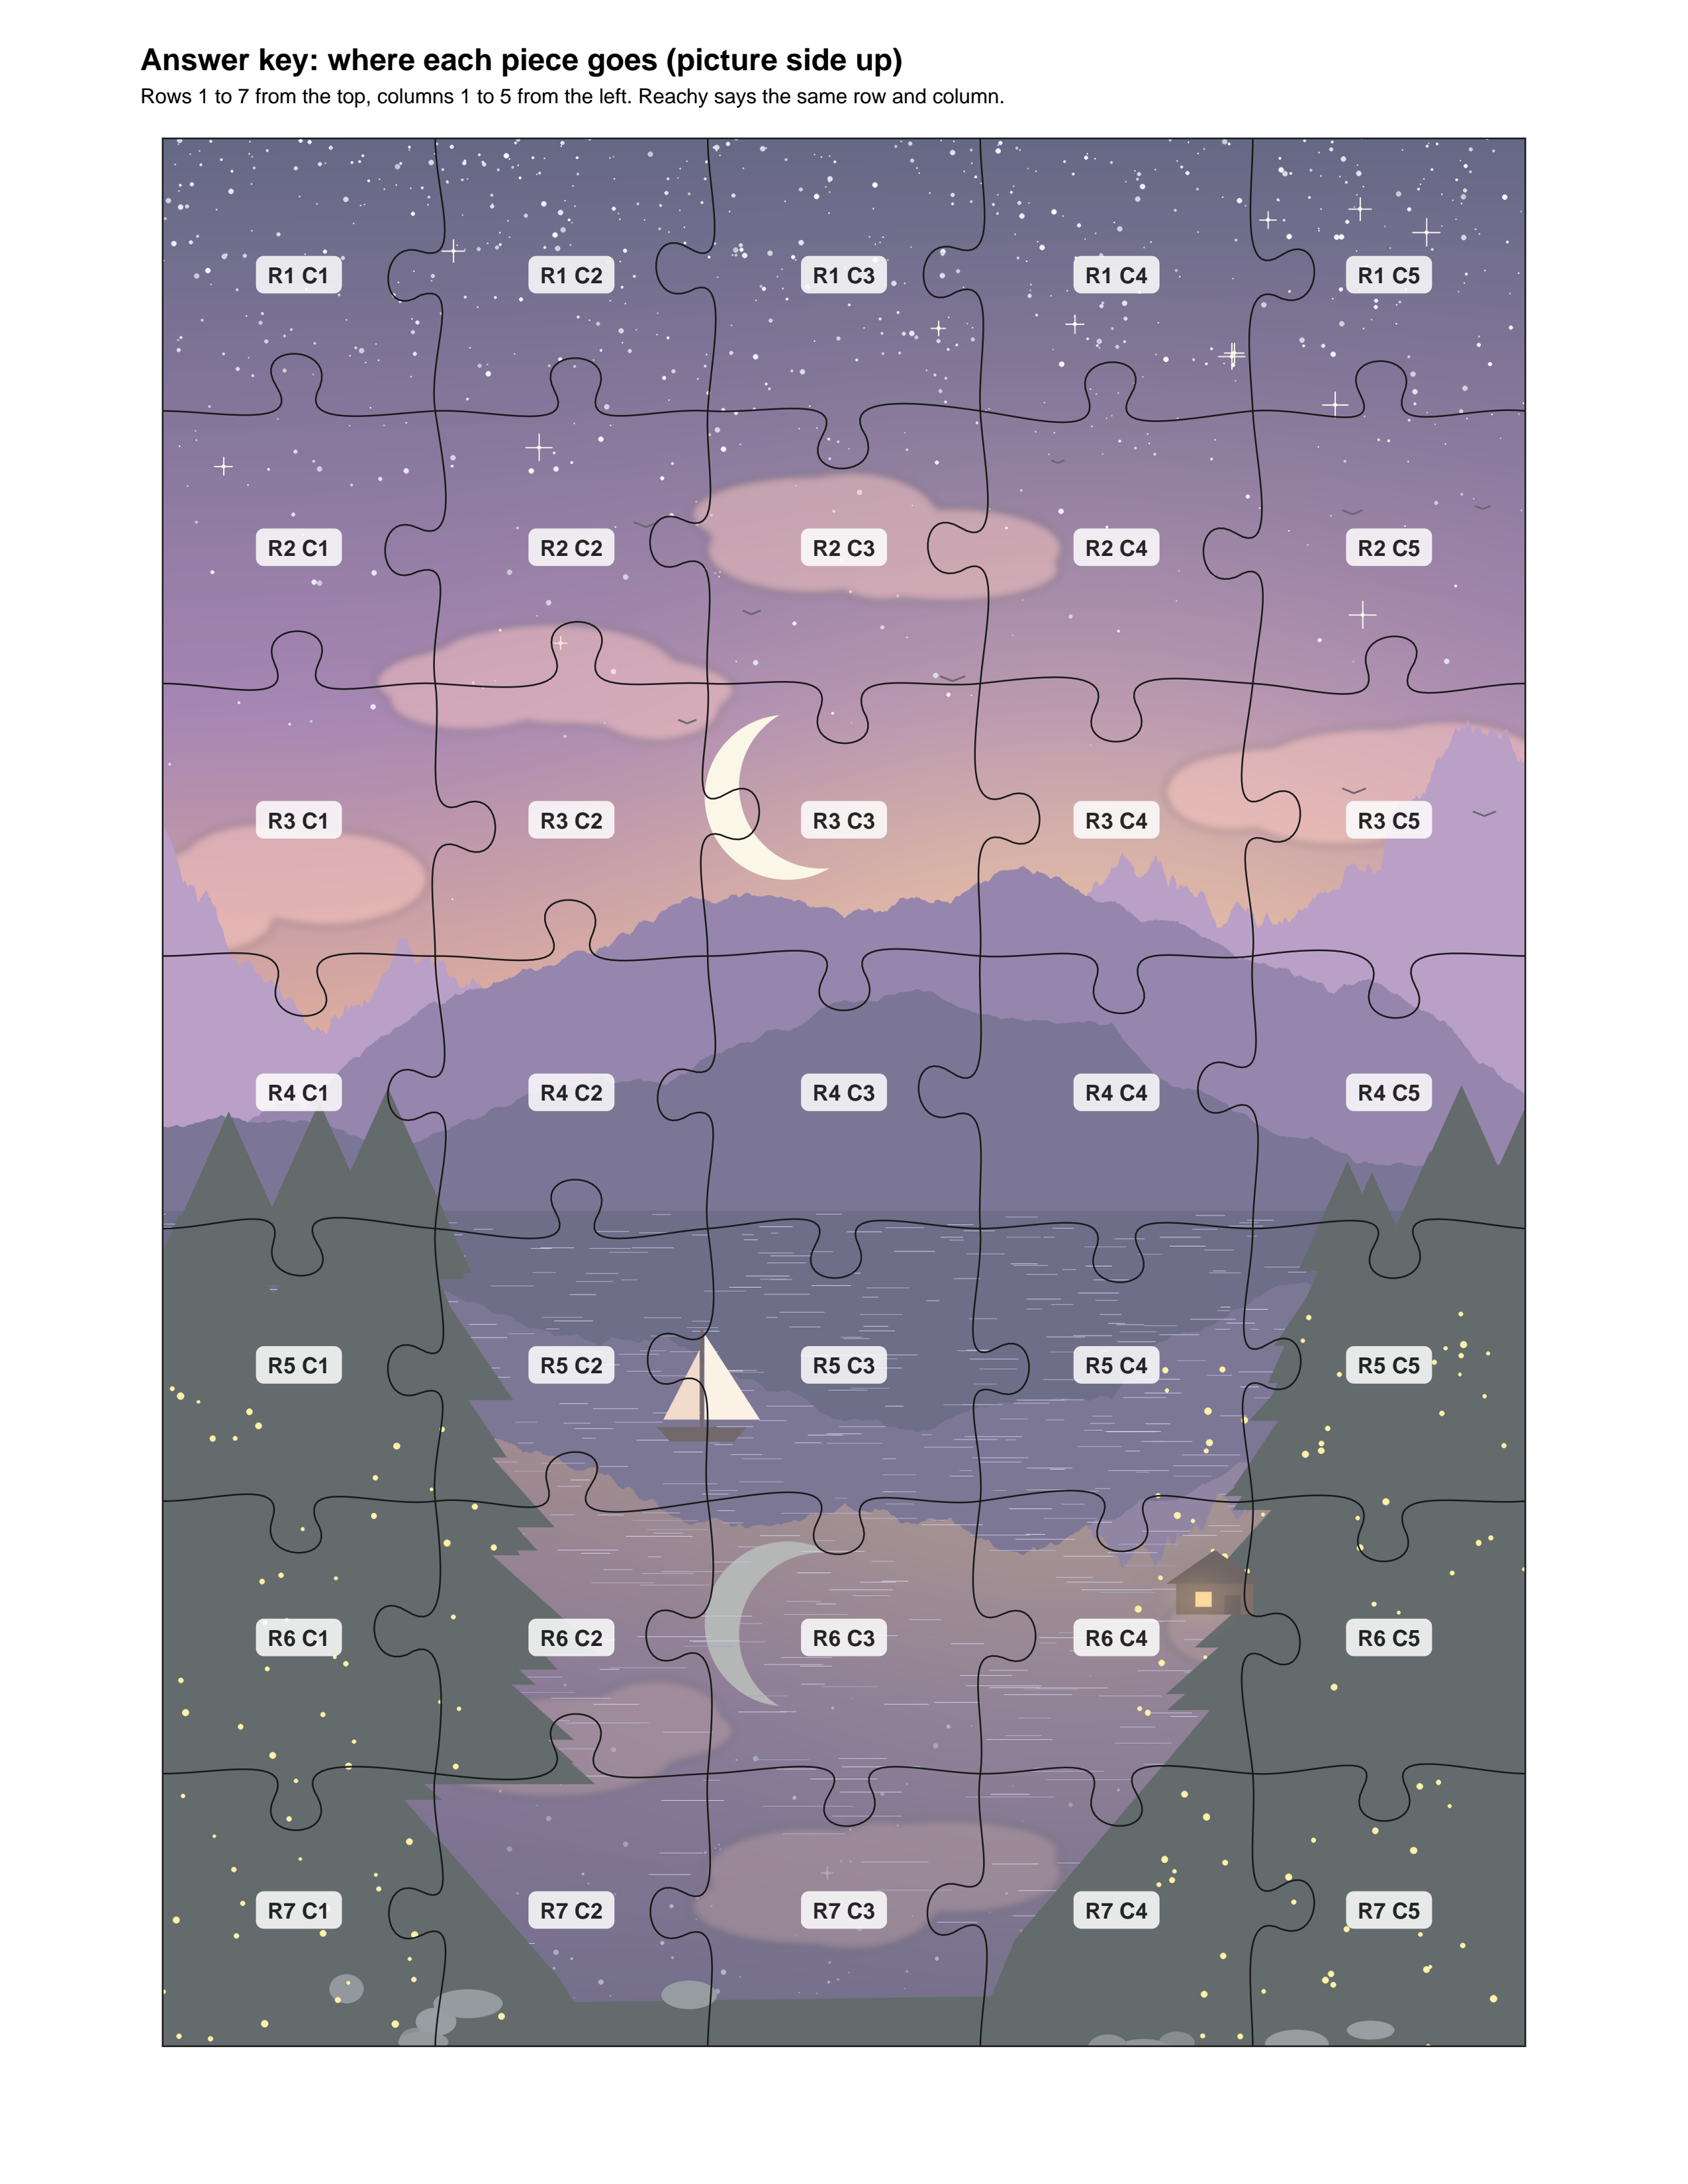 Answer key: where each piece goes (picture side up)
Rows 1 to 7 from the top, columns 1 to 5 from the left. Reachy says the same row and column.
R1 C1 R1 C2 R1 C3 R1 C4 R1 C5
R2 C1 R2 C2 R2 C3 R2 C4 R2 C5
R3 C1 R3 C2 R3 C3 R3 C4 R3 C5
R4 C1 R4 C2 R4 C3 R4 C4 R4 C5
R5 C1 R5 C2 R5 C3 R5 C4 R5 C5
R6 C1 R6 C2 R6 C3 R6 C4 R6 C5
R7 C1 R7 C2 R7 C3 R7 C4 R7 C5